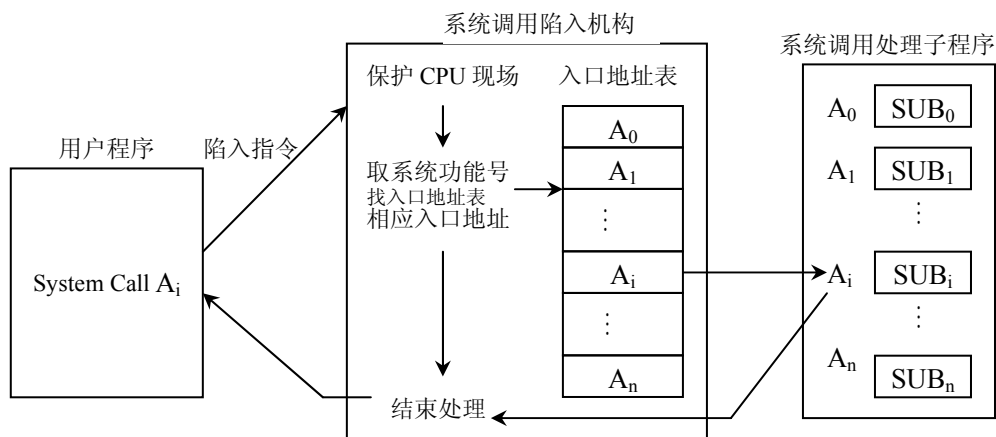 系统调用陷入机构
系统调用处理子程序
用户程序
陷入指令
System Call Ai
保护 CPU 现场
取系统功能号
找入口地址表
相应入口地址
结束处理
入口地址表
A0
A1
⋮
Ai
⋮
An
A0 SUB0
A1 SUB1
⋮
Ai SUBi
⋮
An SUBn